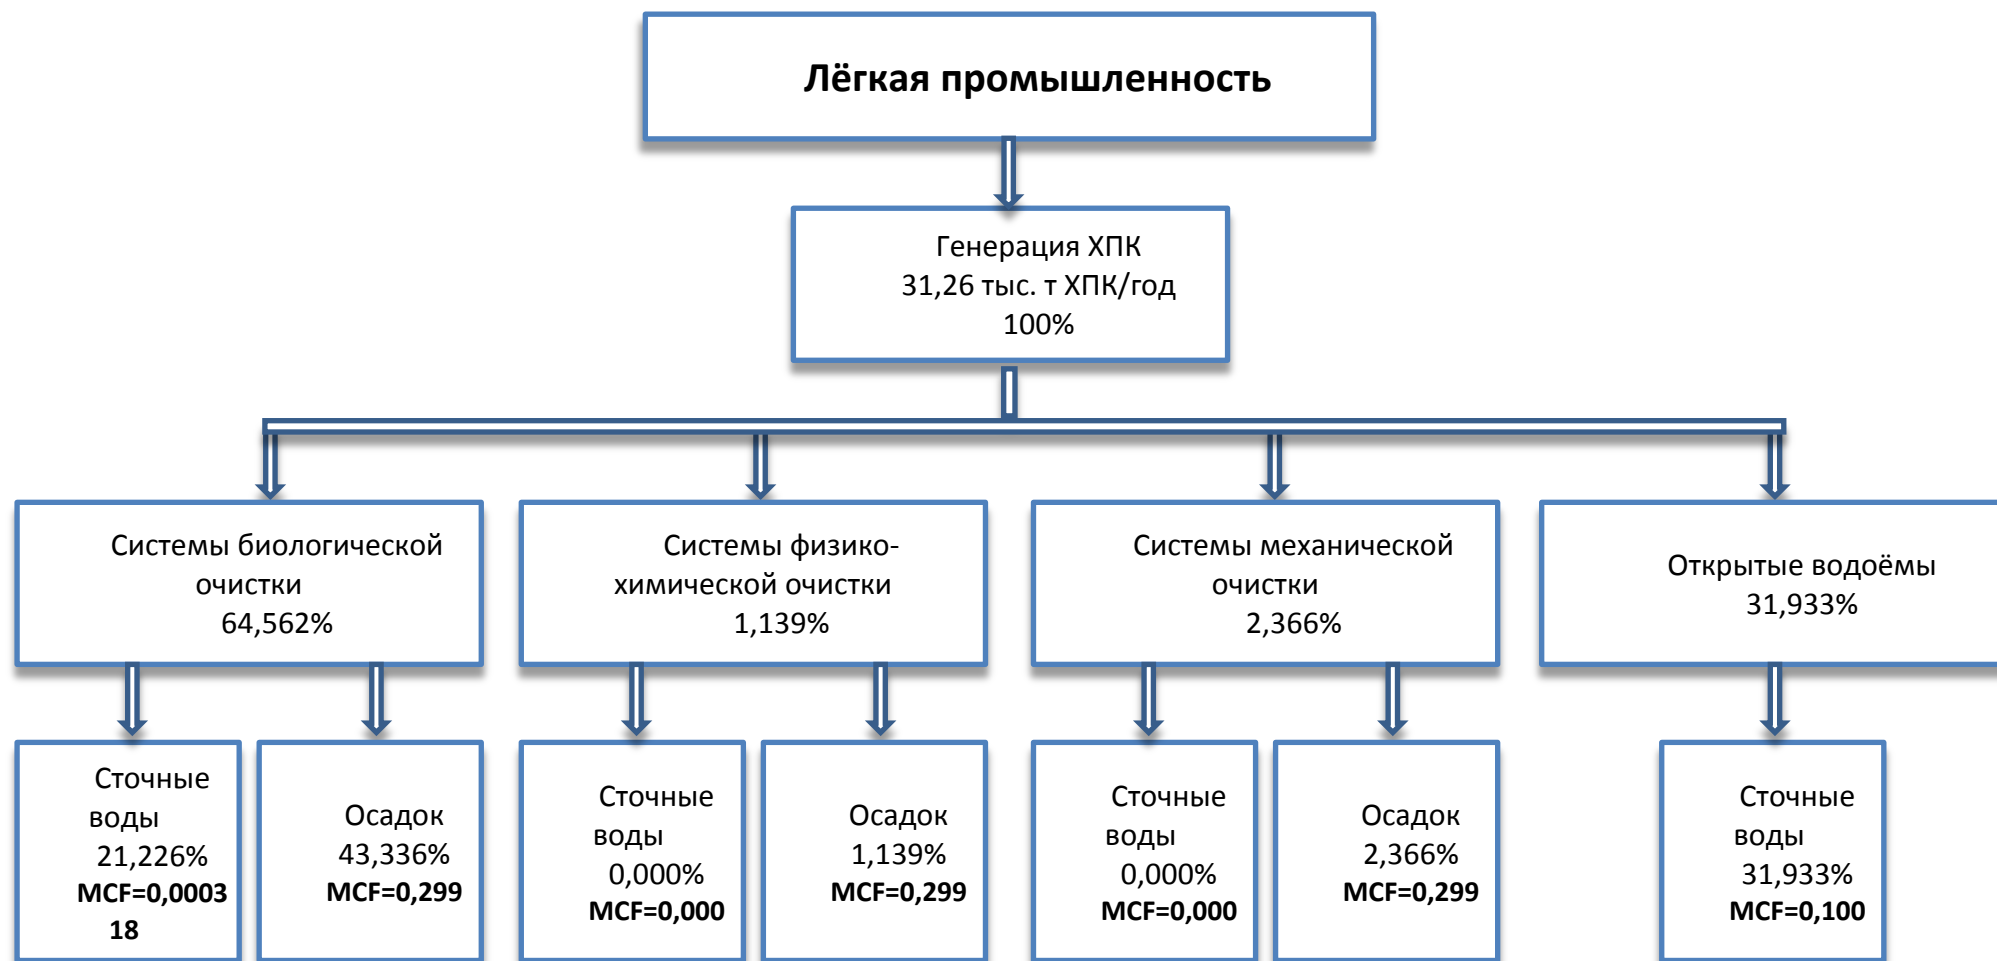 Лёгкая промышленность
Генерация ХПК
31,26 тыс. т ХПК/год
100%
Системы биологической
очистки
64,562%
Системы физико-
химической очистки
1,139%
Системы механической
очистки
2,366%
Открытые водоёмы
31,933%
Сточные
воды
21,226%
MCF=0,0003
18
Осадок
43,336%
MCF=0,299
Сточные
воды
0,000%
MCF=0,000
Осадок
1,139%
MCF=0,299
Сточные
воды
0,000%
MCF=0,000
Осадок
2,366%
MCF=0,299
Сточные
воды
31,933%
MCF=0,100